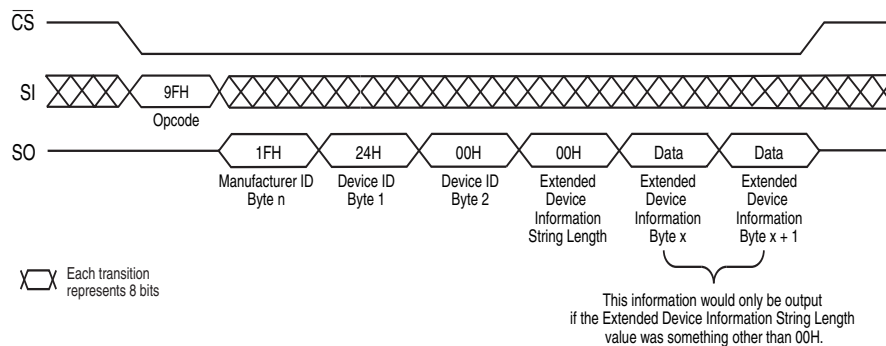 CS
SI
9FH
Opcode
SO
1FH
24H
00H
00H
Data
Data
Manufacturer ID
Byte n
Device ID
Byte 1
Device ID
Byte 2
Extended
Device
Information
String Length
Extended
Device
Information
Byte x
Extended
Device
Information
Byte x + 1
Each transition
represents 8 bits
This information would only be output
if the Extended Device Information String Length
value was something other than 00H.